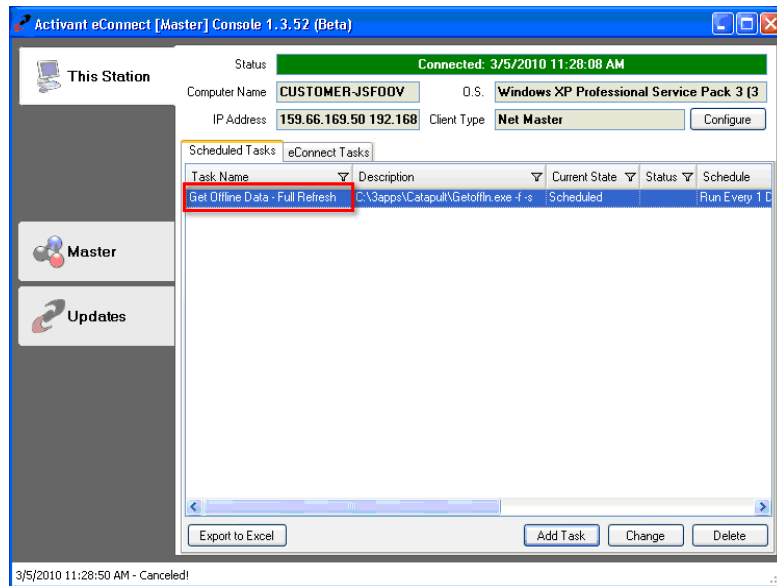 Activant eConnect [Master] Console 1.3.52 (Beta)
This Station
Status
Connected: 3/5/2010 11:28:08 AM
Computer Name
CUSTOMER-JSFOOV
O.S.
Windows XP Professional Service Pack 3 (3
IP Address
159.66.169.50 192.168
Client Type
Net Master
Configure
Scheduled Tasks
eConnect Tasks
Task Name
Description
Current State
Status
Schedule
Get Offline Data - Full Refresh
C:\3apps\Catapult\Getoffln.exe -f -s
Scheduled
Run Every 1 D
Master
Updates
Export to Excel
Add Task
Change
Delete
3/5/2010 11:28:50 AM - Canceled!